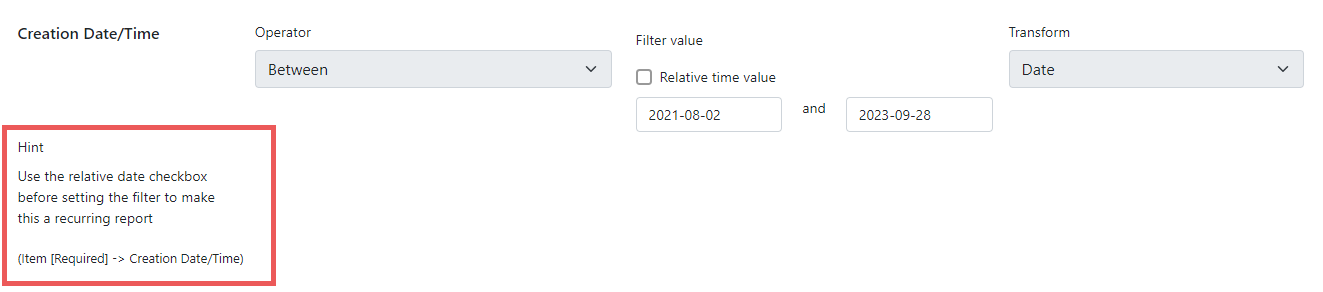 Creation Date/Time
Operator
Between
Filter value
Relative time value
2021-08-02
and
2023-09-28
Transform
Date
Hint
Use the relative date checkbox
before setting the filter to make
this a recurring report
(Item [Required] -> Creation Date/Time)